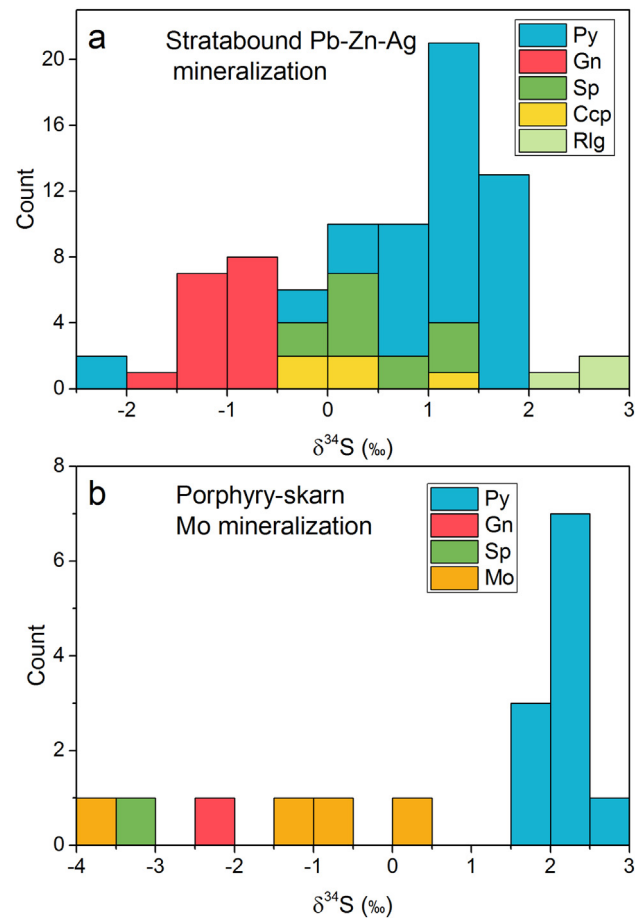 a
Stratabound Pb-Zn-Ag
mineralization
Py
Gn
Sp
Ccp
Rlg
Count
20
16
12
8
4
0
-2
-1
0
1
2
3
δ³⁴S (‰)
b
Porphyry-skarn
Mo mineralization
Py
Gn
Sp
Mo
Count
8
6
4
2
0
-4
-3
-2
-1
0
1
2
3
δ³⁴S (‰)